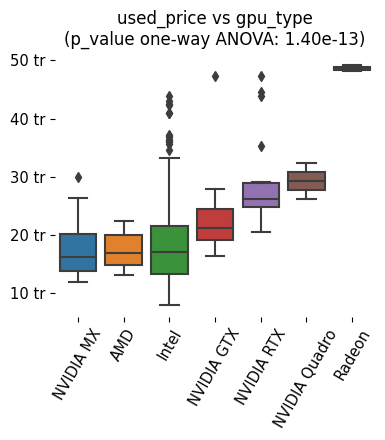 used_price vs gpu_type
(p_value one-way ANOVA: 1.40e-13)
50 tr
40 tr
30 tr
20 tr
10 tr
NVIDIA MX
AMD
Intel
NVIDIA GTX
NVIDIA RTX
NVIDIA Quadro
Radeon